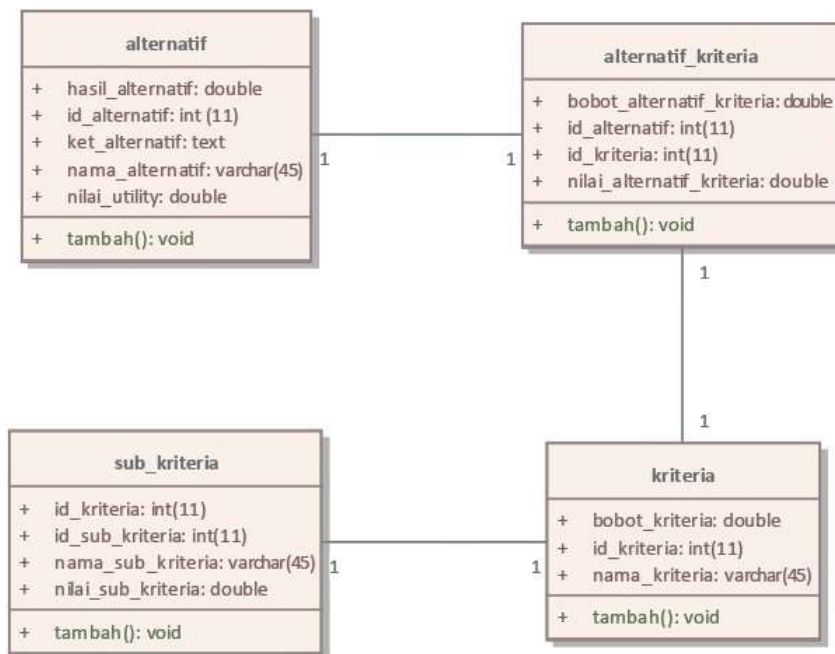 alternatif
+ hasil_alternatif: double
+ id_alternatif: int (11)
+ ket_alternatif: text
+ nama_alternatif: varchar(45)
+ nilai_utility: double
+ tambah(): void
1
1
alternatif_kriteria
+ bobot_alternatif_kriteria: double
+ id_alternatif: int(11)
+ id_kriteria: int(11)
+ nilai_alternatif_kriteria: double
+ tambah(): void
1
1
sub_kriteria
+ id_kriteria: int(11)
+ id_sub_kriteria: int(11)
+ nama_sub_kriteria: varchar(45)
+ nilai_sub_kriteria: double
+ tambah(): void
1
1
kriteria
+ bobot_kriteria: double
+ id_kriteria: int(11)
+ nama_kriteria: varchar(45)
+ tambah(): void